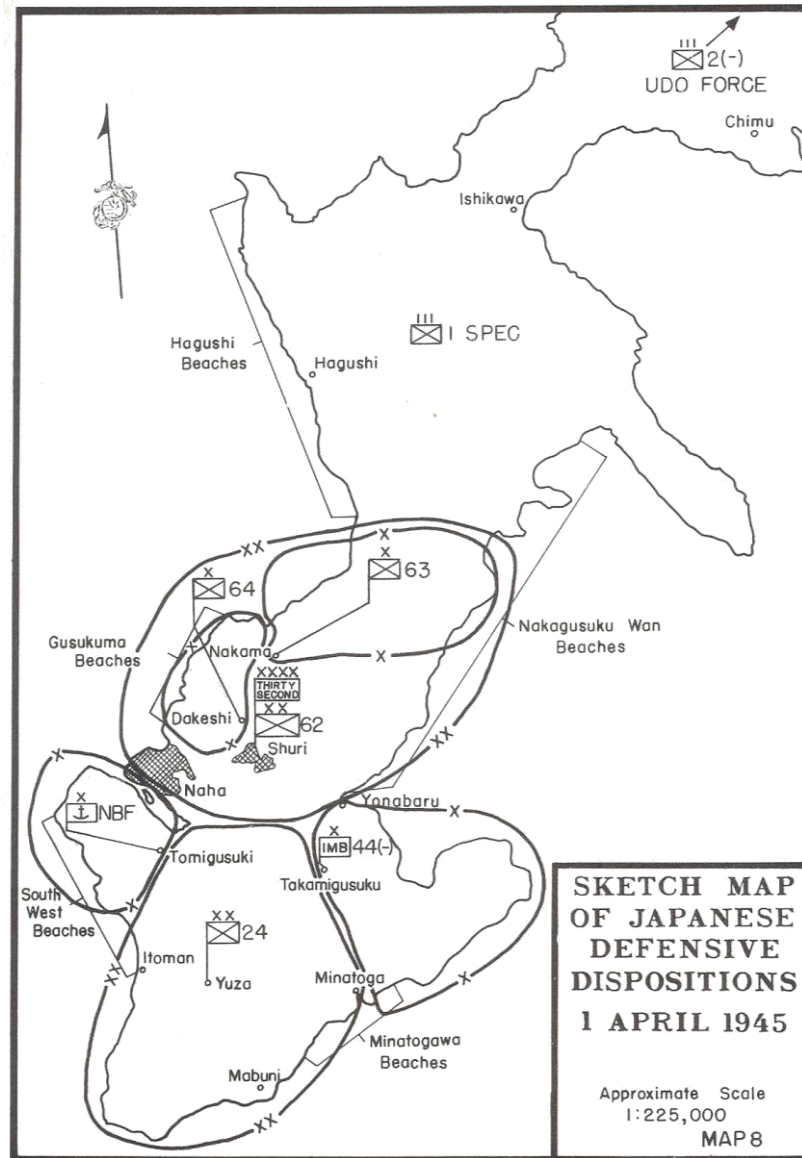 III
2(-)
UDO FORCE
Chimu
Ishikawa
III
1 SPEC
Hagushi
Beaches
Hagushi
XX
X
X
63
X
64
Nakagusuku Wan
Beaches
Gusukuma
Beaches
X
Nakama
X
XXXX
THIRTY
SECOND
XX
62
Dakeshi
X
Shuri
XX
Naha
X
X
NBF
Yonabaru
X
X
IMB
44(-)
Tomigusuki
Takamigusuku
South
West
Beaches
X
XX
24
Itoman
XX
Yuza
Minatoga
X
Minatogawa
Beaches
Mabuni
XX
SKETCH MAP
OF JAPANESE
DEFENSIVE
DISPOSITIONS
1 APRIL 1945
Approximate Scale
1:225,000
MAP 8